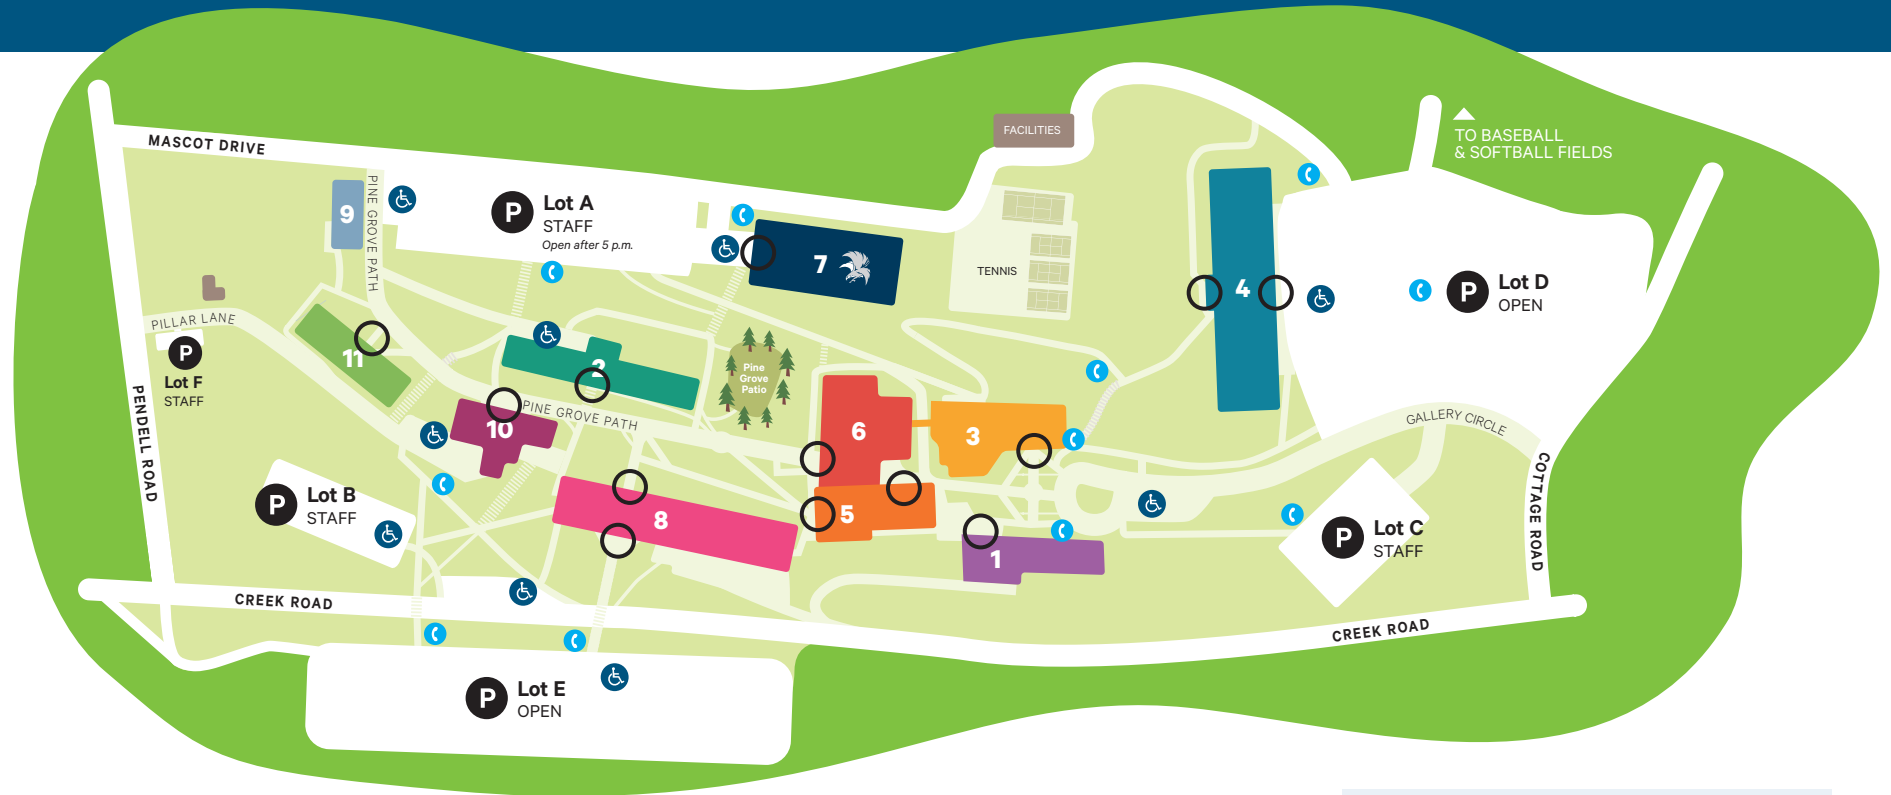 TO BASEBALL
& SOFTBALL FIELDS
FACILITIES
MASCOT DRIVE
PINE GROVE PATH
9
P
Lot A
STAFF
Open after 5 p.m.
7
TENNIS
4
P
Lot D
OPEN
PILLAR LANE
P
Lot F
STAFF
11
2
Pine
Grove
Patio
PINE GROVE PATH
10
6
3
GALLERY CIRCLE
PENDELL ROAD
P
Lot B
STAFF
8
5
1
P
Lot C
STAFF
COTTAGE ROAD
CREEK ROAD
CREEK ROAD
P
Lot E
OPEN